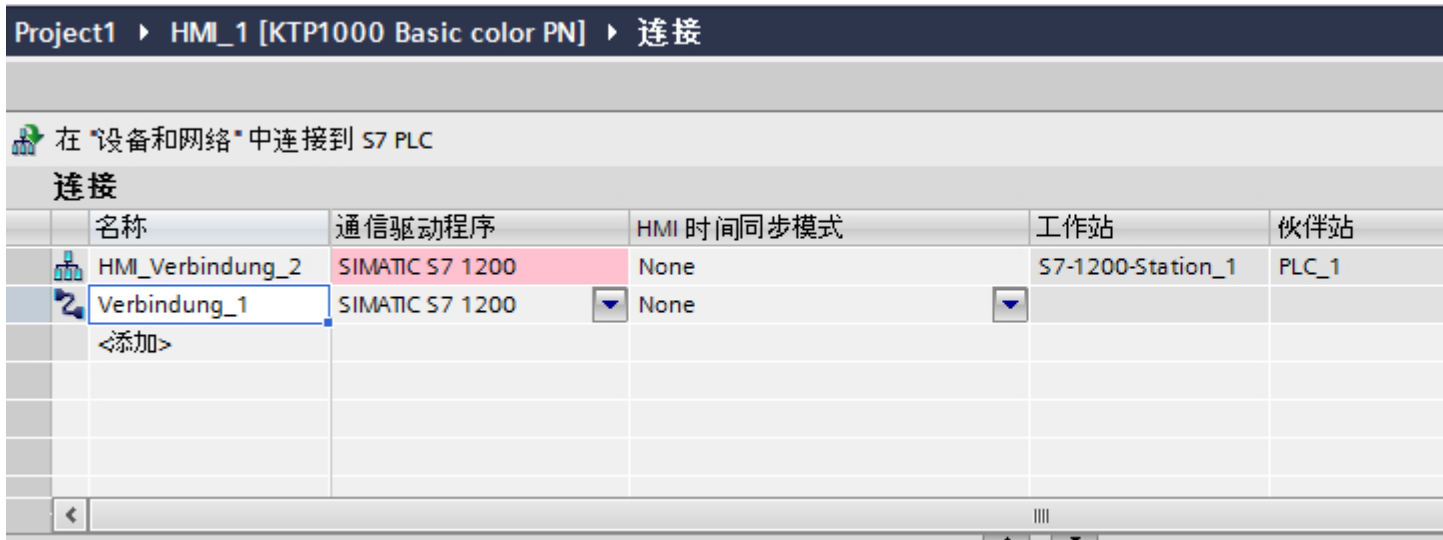 Project1 ▸ HMI_1 [KTP1000 Basic color PN] ▸ 连接
在 "设备和网络" 中连接到 S7 PLC
连接
名称 通信驱动程序 HMI 时间同步模式 工作站 伙伴站
HMI_Verbindung_2 SIMATIC S7 1200 None S7-1200-Station_1 PLC_1
Verbindung_1 SIMATIC S7 1200 None
<添加>